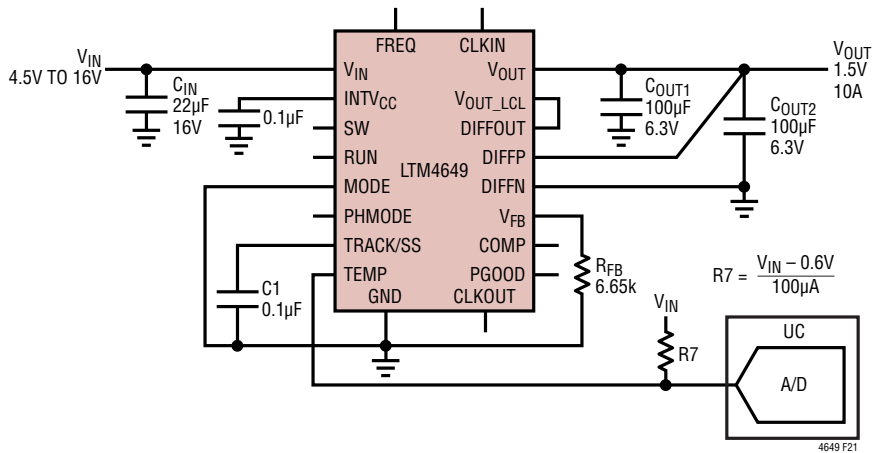 FREQ
CLKIN
V_IN
4.5V TO 16V
C_IN
22µF
16V
0.1µF
V_IN
INTV_CC
SW
RUN
MODE
PHMODE
TRACK/SS
TEMP
GND
LTM4649
V_OUT
V_OUT_LCL
DIFFOUT
DIFFP
DIFFN
V_FB
COMP
PGOOD
CLKOUT
C_OUT1
100µF
6.3V
V_OUT
1.5V
10A
C_OUT2
100µF
6.3V
C1
0.1µF
R_FB
6.65k
R7 = V_IN – 0.6V
100µA
V_IN
R7
UC
A/D
4649 F21